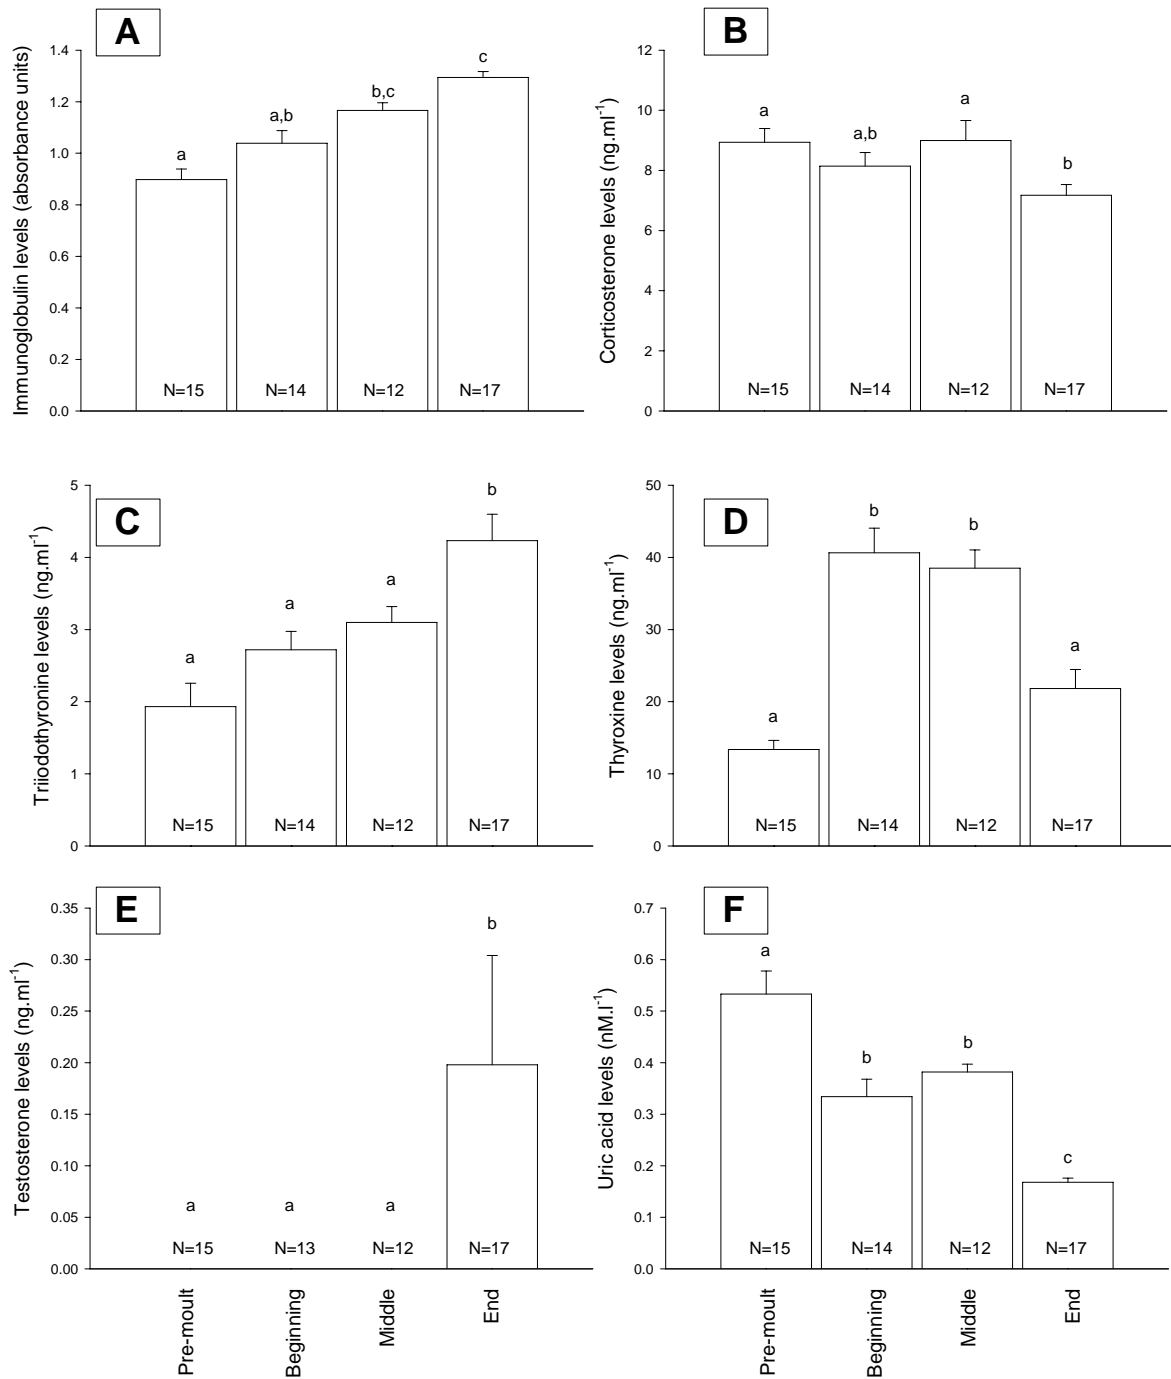 A
Immunoglobulin levels (absorbance units)
1.4
1.2
1.0
0.8
0.6
0.4
0.2
0.0
a
a,b
b,c
c
N=15
N=14
N=12
N=17
B
Corticosterone levels (ng.ml⁻¹)
12
10
8
6
4
2
0
a
a,b
a
b
N=15
N=14
N=12
N=17
C
Triiodothyronine levels (ng.ml⁻¹)
5
4
3
2
1
0
a
a
a
b
N=15
N=14
N=12
N=17
D
Thyroxine levels (ng.ml⁻¹)
50
40
30
20
10
0
a
b
b
a
N=15
N=14
N=12
N=17
E
Testosterone levels (ng.ml⁻¹)
0.35
0.30
0.25
0.20
0.15
0.10
0.05
0.00
a
a
a
b
N=15
N=13
N=12
N=17
Pre-moult
Beginning
Middle
End
F
Uric acid levels (nM.l⁻¹)
0.7
0.6
0.5
0.4
0.3
0.2
0.1
0.0
a
b
b
c
N=15
N=14
N=12
N=17
Pre-moult
Beginning
Middle
End